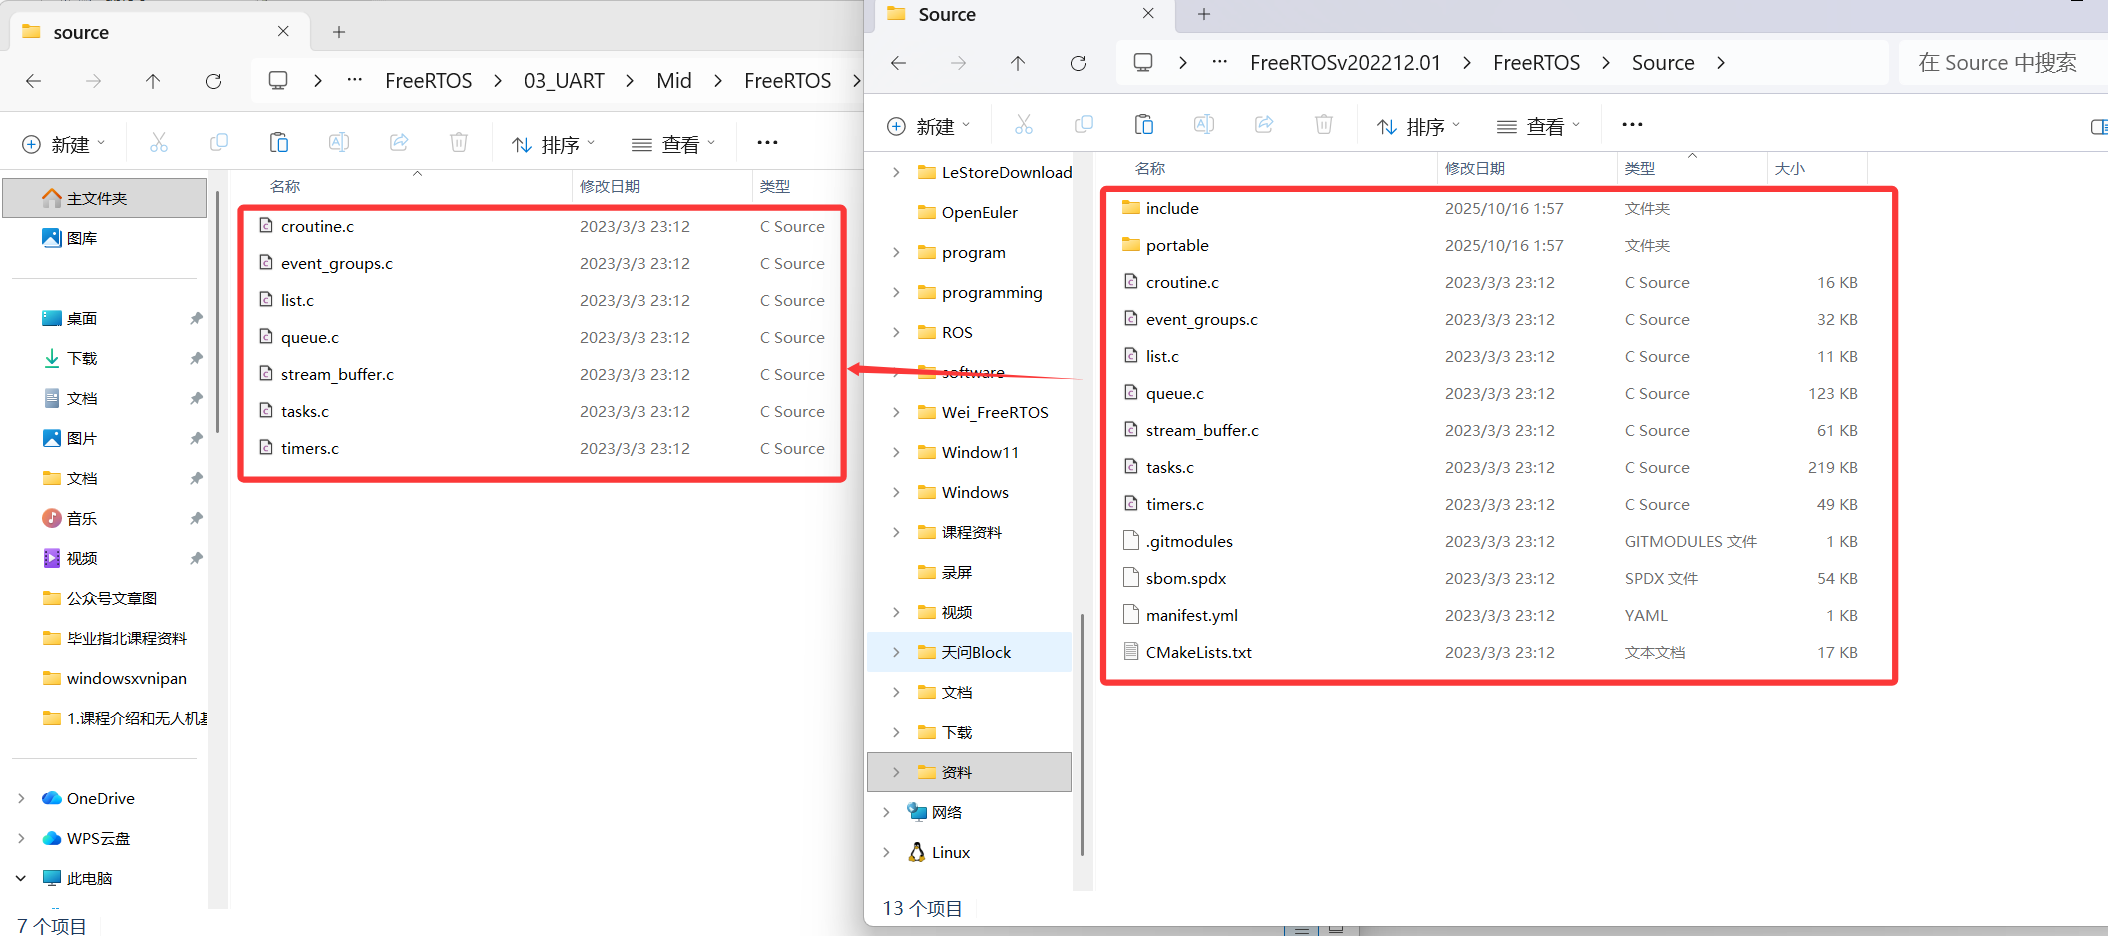 source
FreeRTOS 03_UART Mid FreeRTOS
新建 排序 查看
主文件夹
图库
桌面
下载
文档
图片
文档
音乐
视频
公众号文章图
毕业指北课程资料
windowsxvnipan
1.课程介绍和无人机基
OneDrive
WPS云盘
此电脑
名称 修改日期 类型
croutine.c 2023/3/3 23:12 C Source
event_groups.c 2023/3/3 23:12 C Source
list.c 2023/3/3 23:12 C Source
queue.c 2023/3/3 23:12 C Source
stream_buffer.c 2023/3/3 23:12 C Source
tasks.c 2023/3/3 23:12 C Source
timers.c 2023/3/3 23:12 C Source
7 个项目
Source
FreeRTOSv202212.01 FreeRTOS Source
在 Source 中搜索
新建 排序 查看
LeStoreDownload
OpenEuler
program
programming
ROS
software
Wei_FreeRTOS
Window11
Windows
课程资料
录屏
视频
天问Block
文档
下载
资料
网络
Linux
名称 修改日期 类型 大小
include 2025/10/16 1:57 文件夹
portable 2025/10/16 1:57 文件夹
croutine.c 2023/3/3 23:12 C Source 16 KB
event_groups.c 2023/3/3 23:12 C Source 32 KB
list.c 2023/3/3 23:12 C Source 11 KB
queue.c 2023/3/3 23:12 C Source 123 KB
stream_buffer.c 2023/3/3 23:12 C Source 61 KB
tasks.c 2023/3/3 23:12 C Source 219 KB
timers.c 2023/3/3 23:12 C Source 49 KB
.gitmodules 2023/3/3 23:12 GITMODULES 文件 1 KB
sbom.spdx 2023/3/3 23:12 SPDX 文件 54 KB
manifest.yml 2023/3/3 23:12 YAML 1 KB
CMakeLists.txt 2023/3/3 23:12 文本文档 17 KB
13 个项目